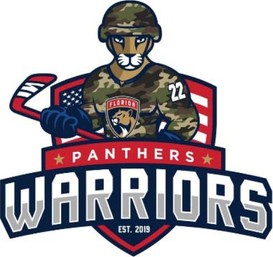 22
FLORIDA
PANTHERS
WARRIORS
EST. 2019